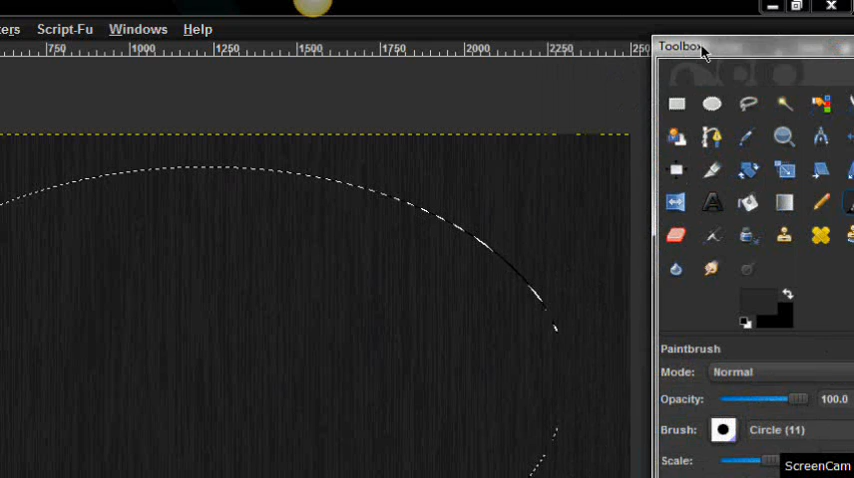 ters Script-Fu Windows Help
750 1000 1250 1500 1750 2000 2250 250
Toolbox
Paintbrush
Mode: Normal
Opacity: 100.0
Brush: Circle (11)
Scale:
ScreenCam